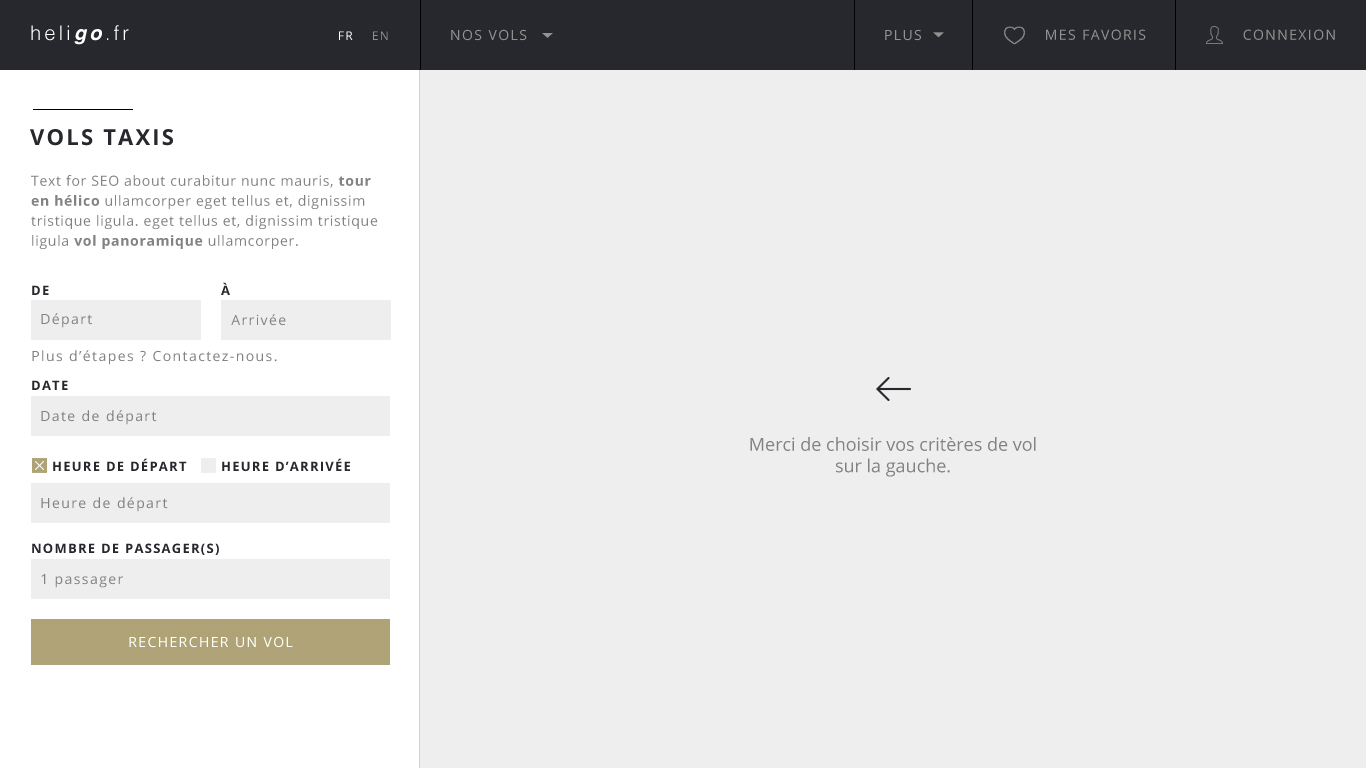 heligo.fr
FR EN
NOS VOLS
PLUS
MES FAVORIS
CONNEXION
VOLS TAXIS
Text for SEO about curabitur nunc mauris, tour
en hélico ullamcorper eget tellus et, dignissim
tristique ligula. eget tellus et, dignissim tristique
ligula vol panoramique ullamcorper.
DE À
Départ Arrivée
Plus d’étapes ? Contactez-nous.
DATE
Date de départ
HEURE DE DÉPART HEURE D’ARRIVÉE
Heure de départ
NOMBRE DE PASSAGER(S)
1 passager
RECHERCHER UN VOL
Merci de choisir vos critères de vol
sur la gauche.